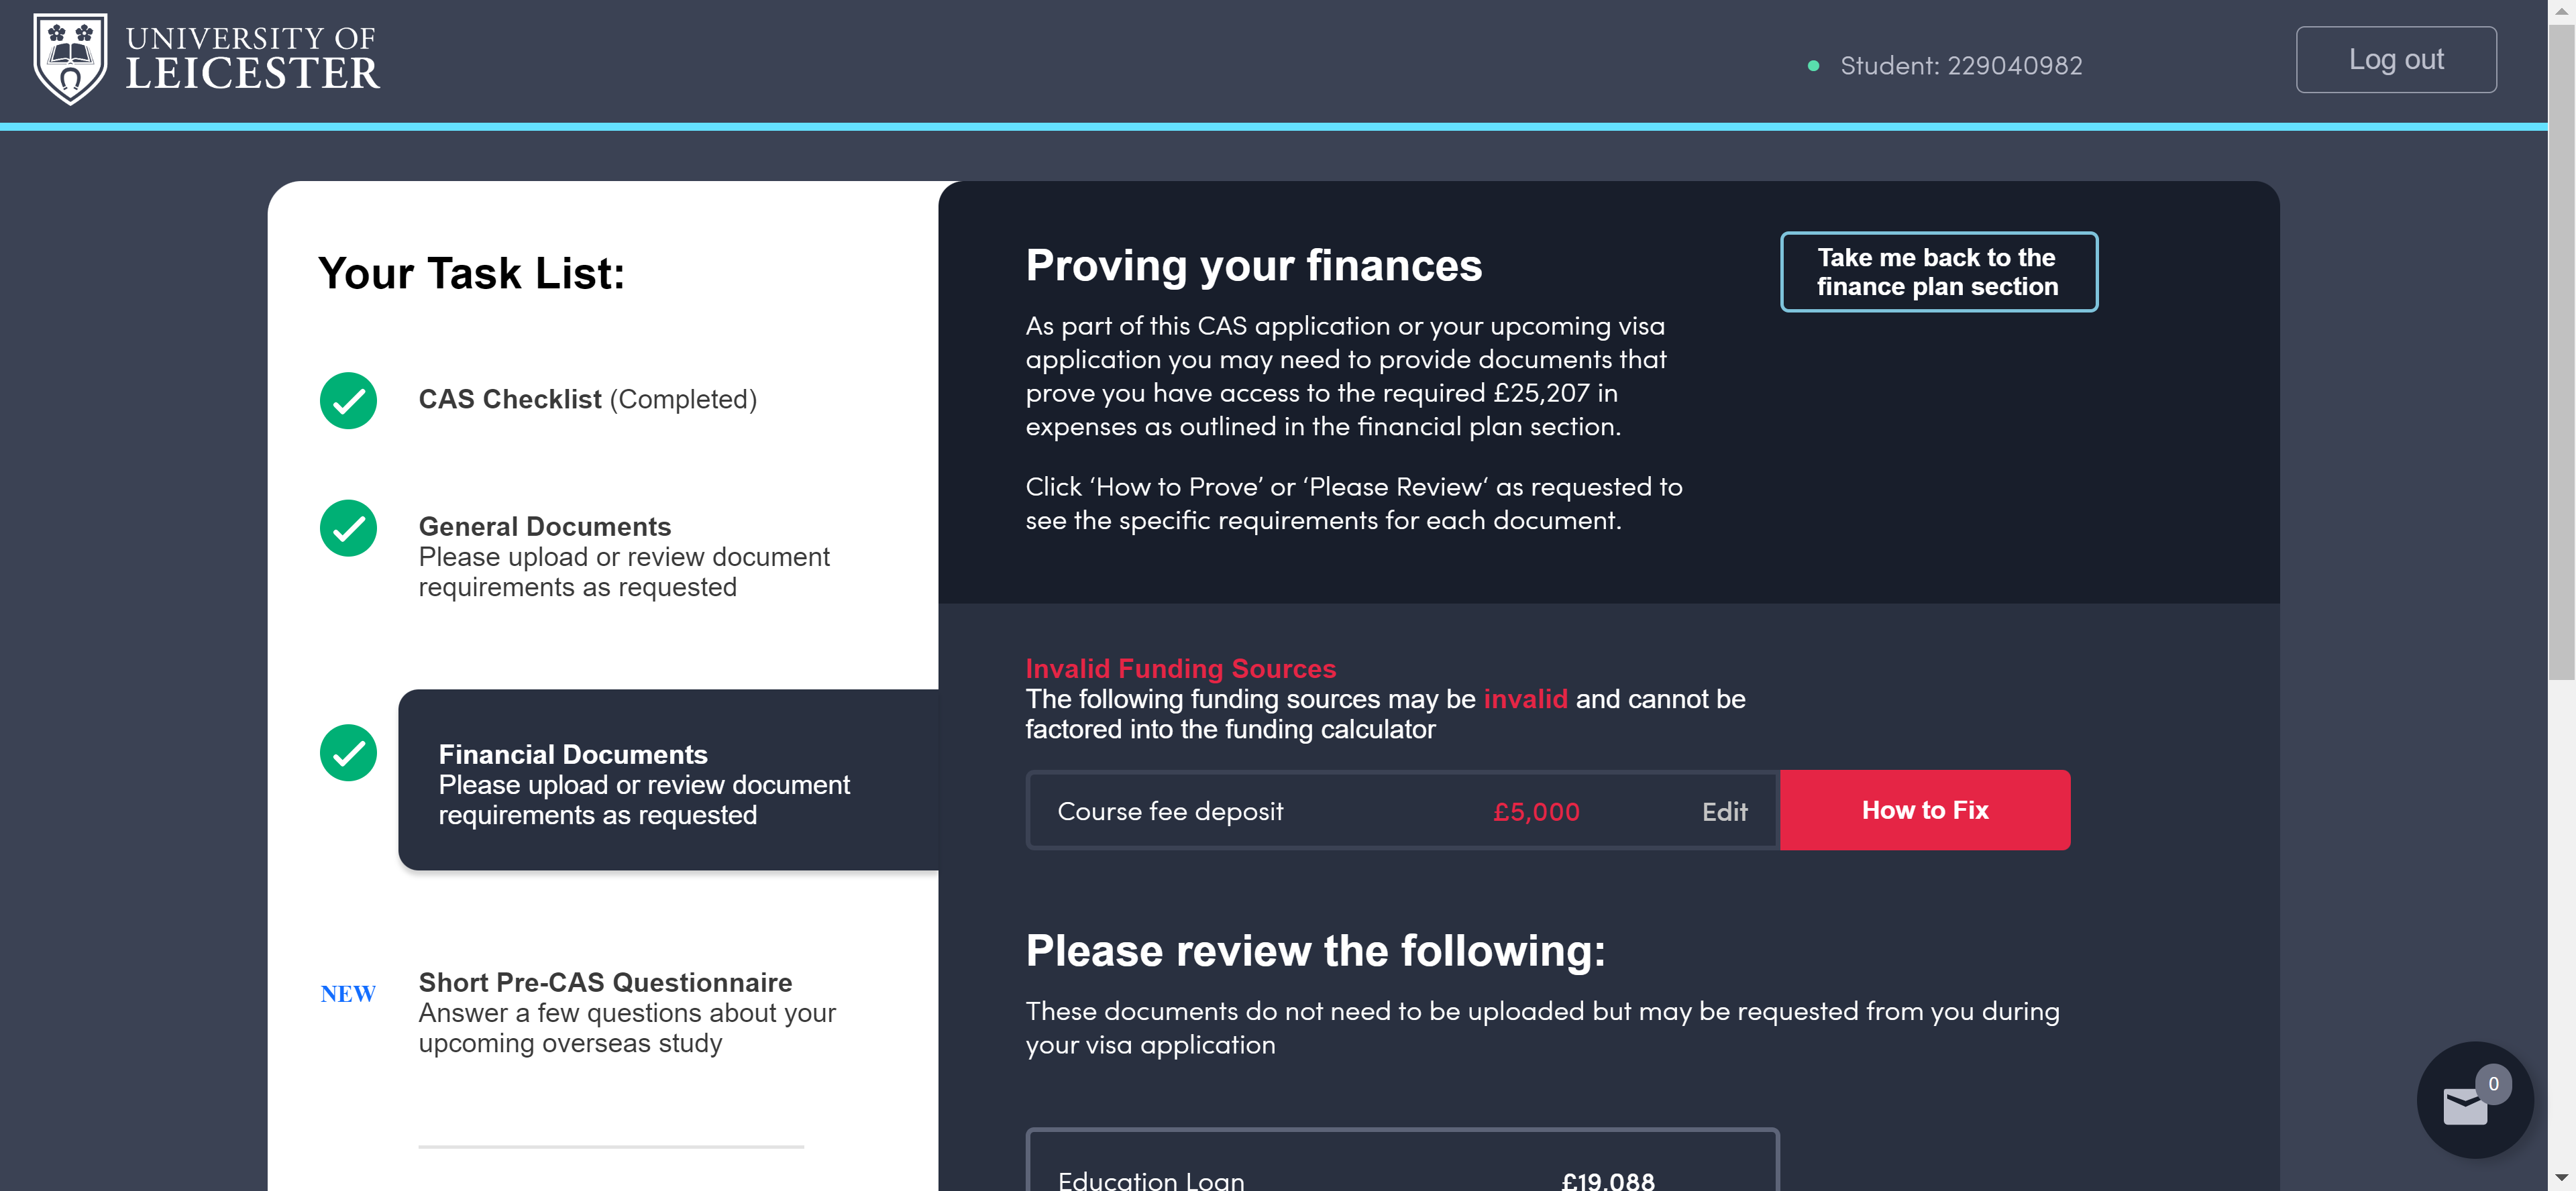 UNIVERSITY OF
LEICESTER
Student: 229040982
Log out
Your Task List:
CAS Checklist (Completed)
General Documents
Please upload or review document
requirements as requested
Financial Documents
Please upload or review document
requirements as requested
NEW
Short Pre-CAS Questionnaire
Answer a few questions about your
upcoming overseas study
Proving your finances
Take me back to the
finance plan section
As part of this CAS application or your upcoming visa
application you may need to provide documents that
prove you have access to the required £25,207 in
expenses as outlined in the financial plan section.
Click ‘How to Prove’ or ‘Please Review‘ as requested to
see the specific requirements for each document.
Invalid Funding Sources
The following funding sources may be invalid and cannot be
factored into the funding calculator
Course fee deposit £5,000 Edit How to Fix
Please review the following:
These documents do not need to be uploaded but may be requested from you during
your visa application
Education Loan £19,088
0